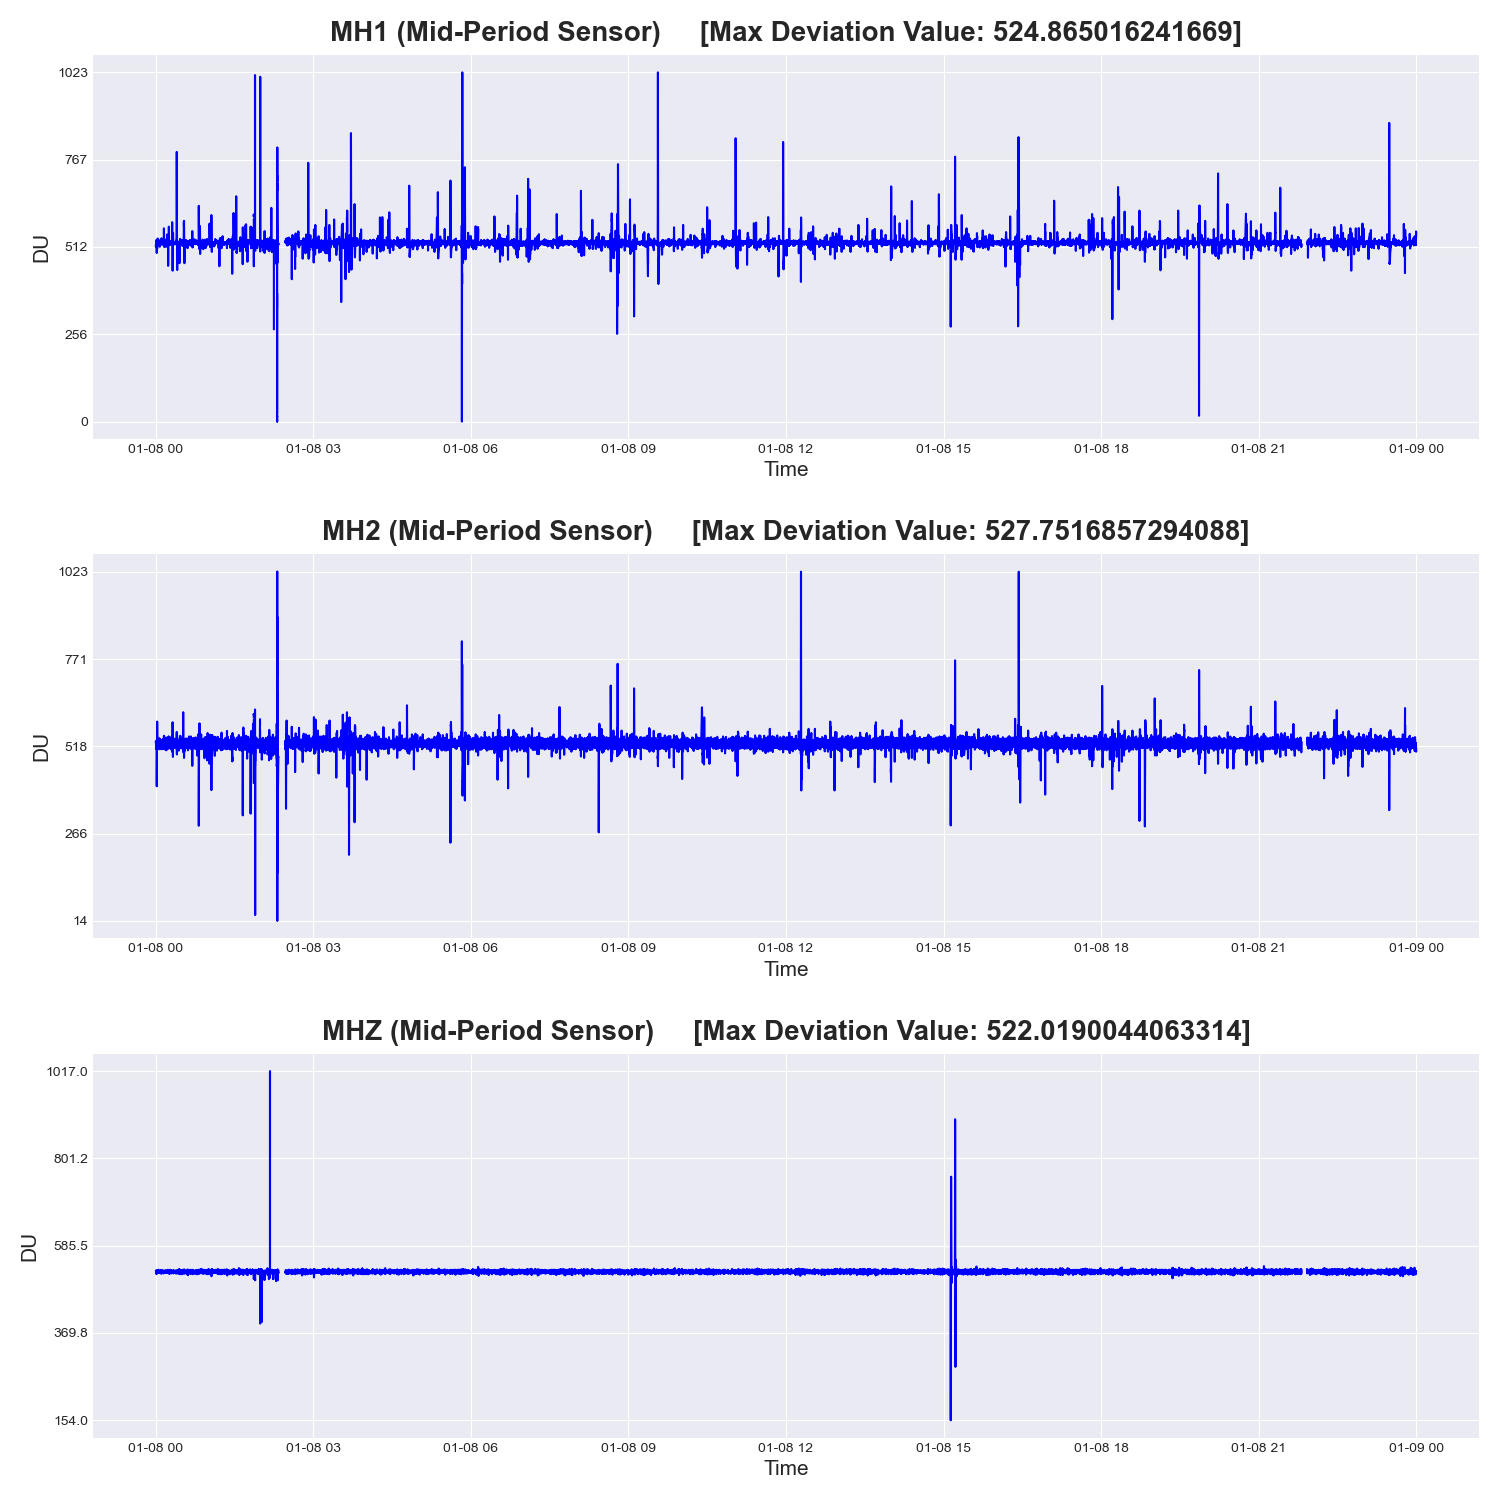 MH1 (Mid-Period Sensor) [Max Deviation Value: 524.865016241669]
1023
767
512
256
0
DU
01-08 00 01-08 03 01-08 06 01-08 09 01-08 12 01-08 15 01-08 18 01-08 21 01-09 00
Time
MH2 (Mid-Period Sensor) [Max Deviation Value: 527.7516857294088]
1023
771
518
266
14
DU
01-08 00 01-08 03 01-08 06 01-08 09 01-08 12 01-08 15 01-08 18 01-08 21 01-09 00
Time
MHZ (Mid-Period Sensor) [Max Deviation Value: 522.0190044063314]
1017.0
801.2
585.5
369.8
154.0
DU
01-08 00 01-08 03 01-08 06 01-08 09 01-08 12 01-08 15 01-08 18 01-08 21 01-09 00
Time